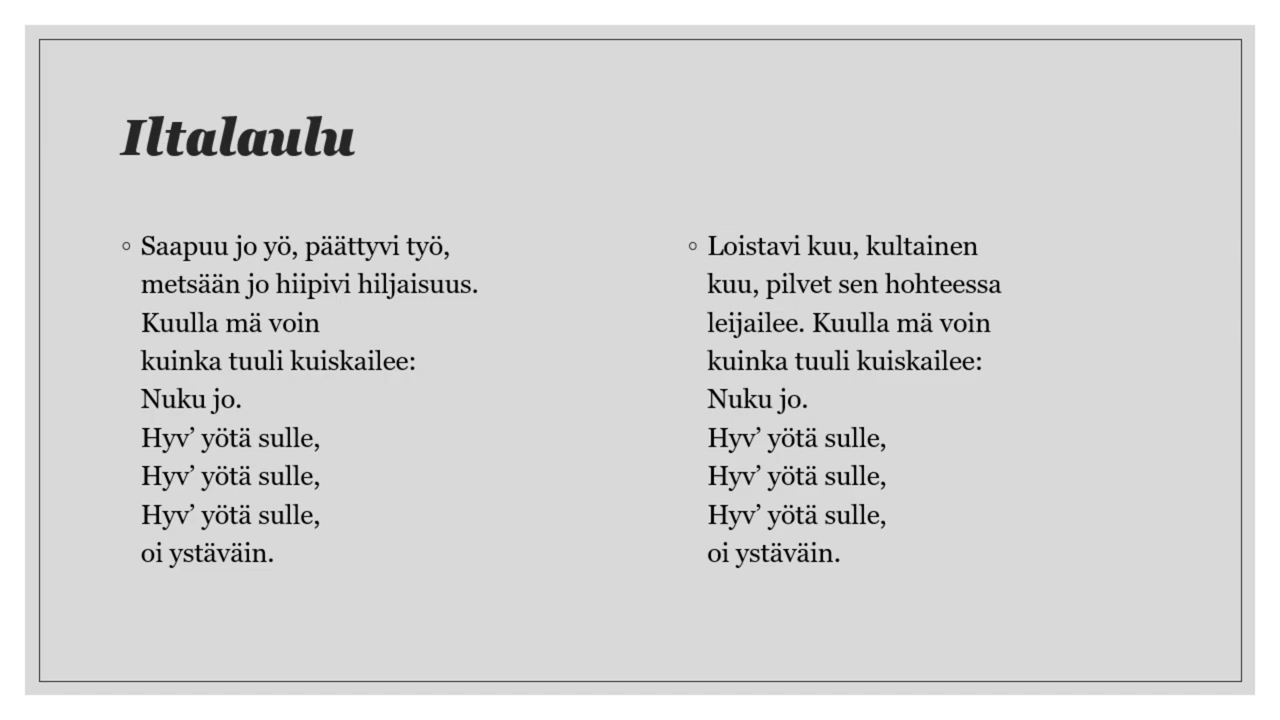 Iltalaulu
◦ Saapuu jo yö, päättyvi työ,
metsään jo hiipivi hiljaisuus.
Kuulla mä voin
kuinka tuuli kuiskailee:
Nuku jo.
Hyv’ yötä sulle,
Hyv’ yötä sulle,
Hyv’ yötä sulle,
oi ystäväin.
◦ Loistavi kuu, kultainen
kuu, pilvet sen hohteessa
leijailee. Kuulla mä voin
kuinka tuuli kuiskailee:
Nuku jo.
Hyv’ yötä sulle,
Hyv’ yötä sulle,
Hyv’ yötä sulle,
oi ystäväin.